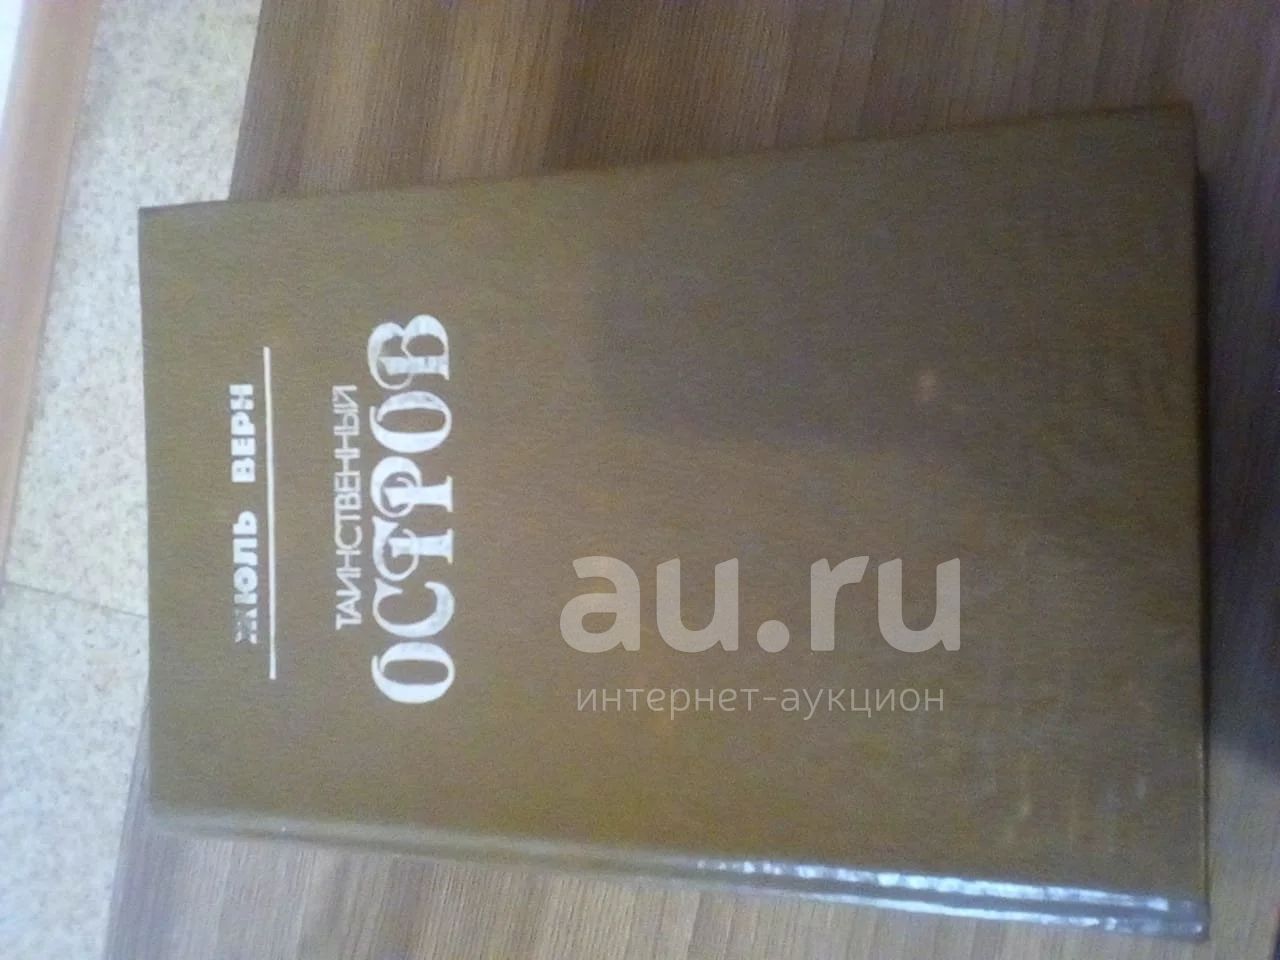 ЖЮЛЬ ВЕРН
ТАИНСТВЕННЫЙ
ОСТРОВ
au.ru
интернет-аукцион